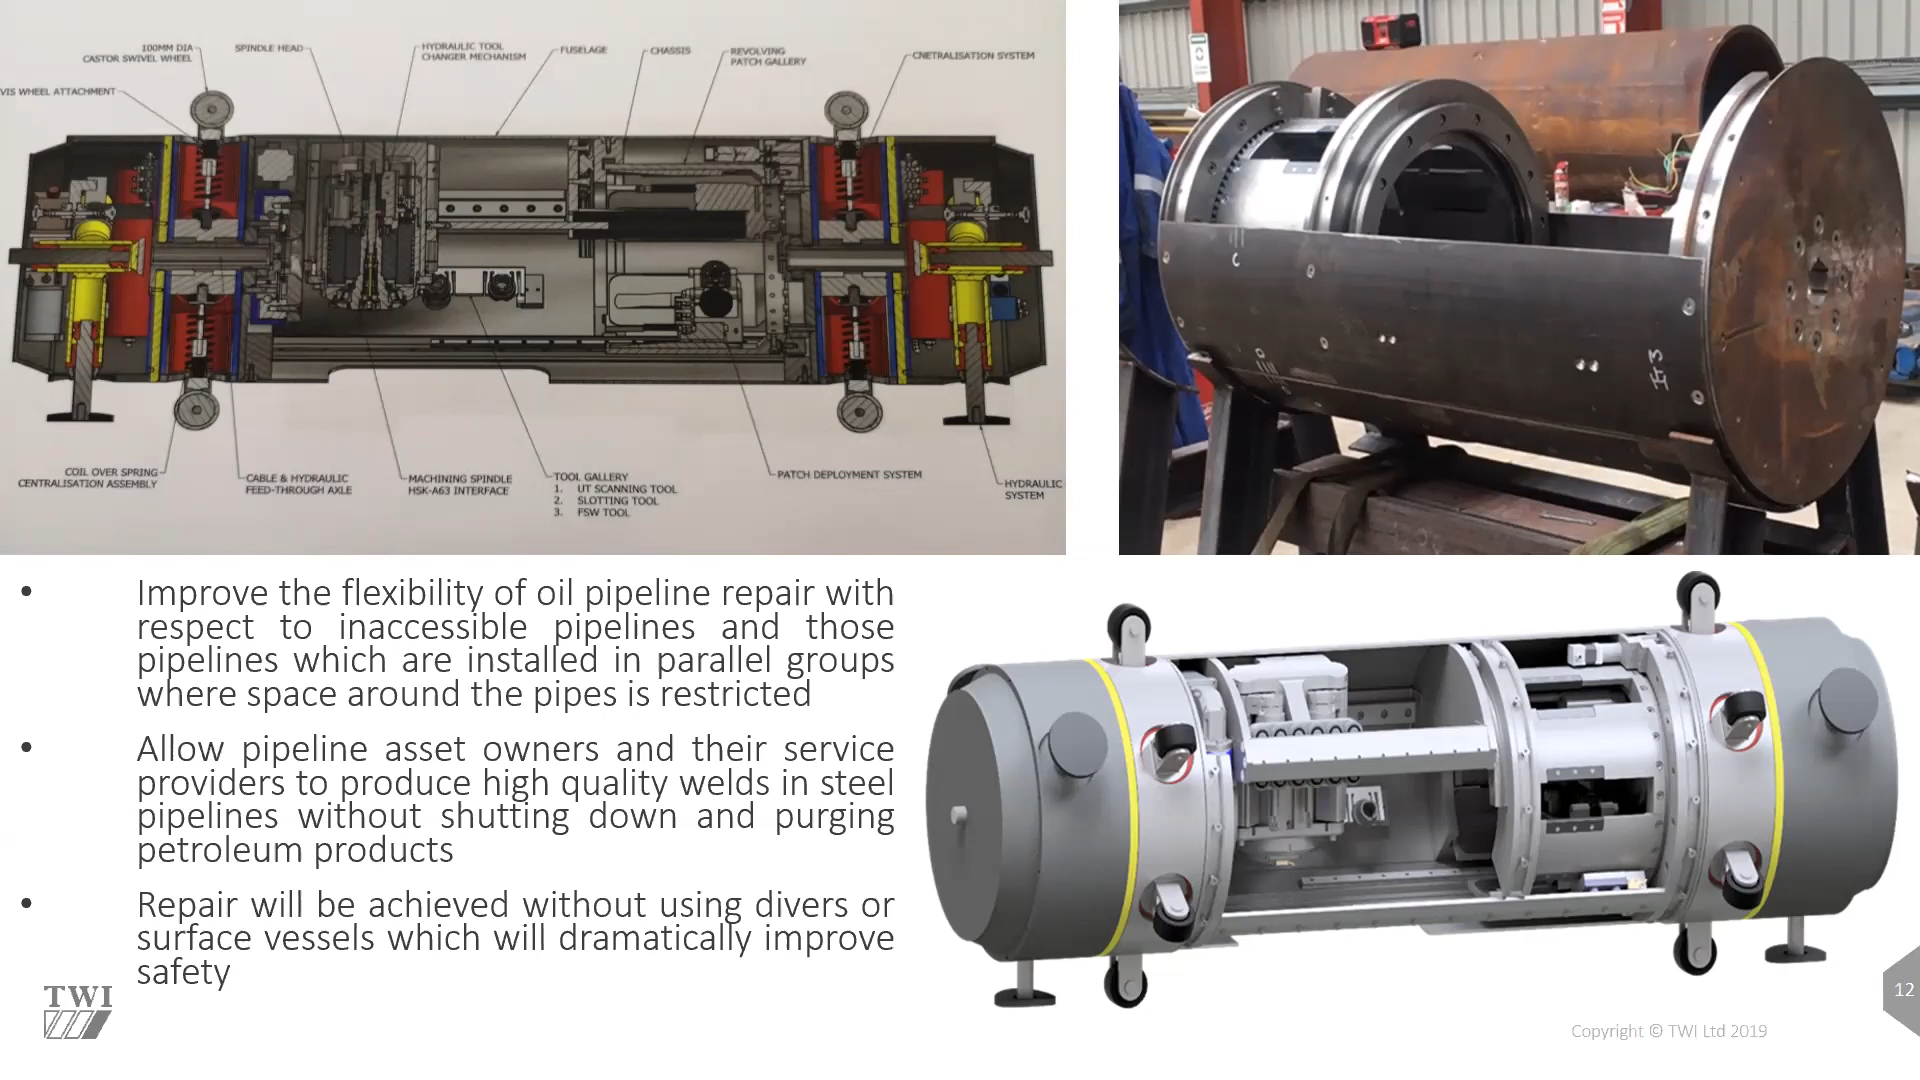 100MM DIA
CASTOR SWIVEL WHEEL
SPINDLE HEAD
HYDRAULIC TOOL
CHANGER MECHANISM
FUSELAGE
CHASSIS
REVOLVING
PATCH GALLERY
CNETRALISATION SYSTEM
VIS WHEEL ATTACHMENT
COIL OVER SPRING
CENTRALISATION ASSEMBLY
CABLE & HYDRAULIC
FEED-THROUGH AXLE
MACHINING SPINDLE
HSK-A63 INTERFACE
TOOL GALLERY
1. UT SCANNING TOOL
2. SLOTTING TOOL
3. FSW TOOL
PATCH DEPLOYMENT SYSTEM
HYDRAULIC
SYSTEM
• Improve the flexibility of oil pipeline repair with
respect to inaccessible pipelines and those
pipelines which are installed in parallel groups
where space around the pipes is restricted
• Allow pipeline asset owners and their service
providers to produce high quality welds in steel
pipelines without shutting down and purging
petroleum products
• Repair will be achieved without using divers or
surface vessels which will dramatically improve
safety
TWI
12
Copyright © TWI Ltd 2019